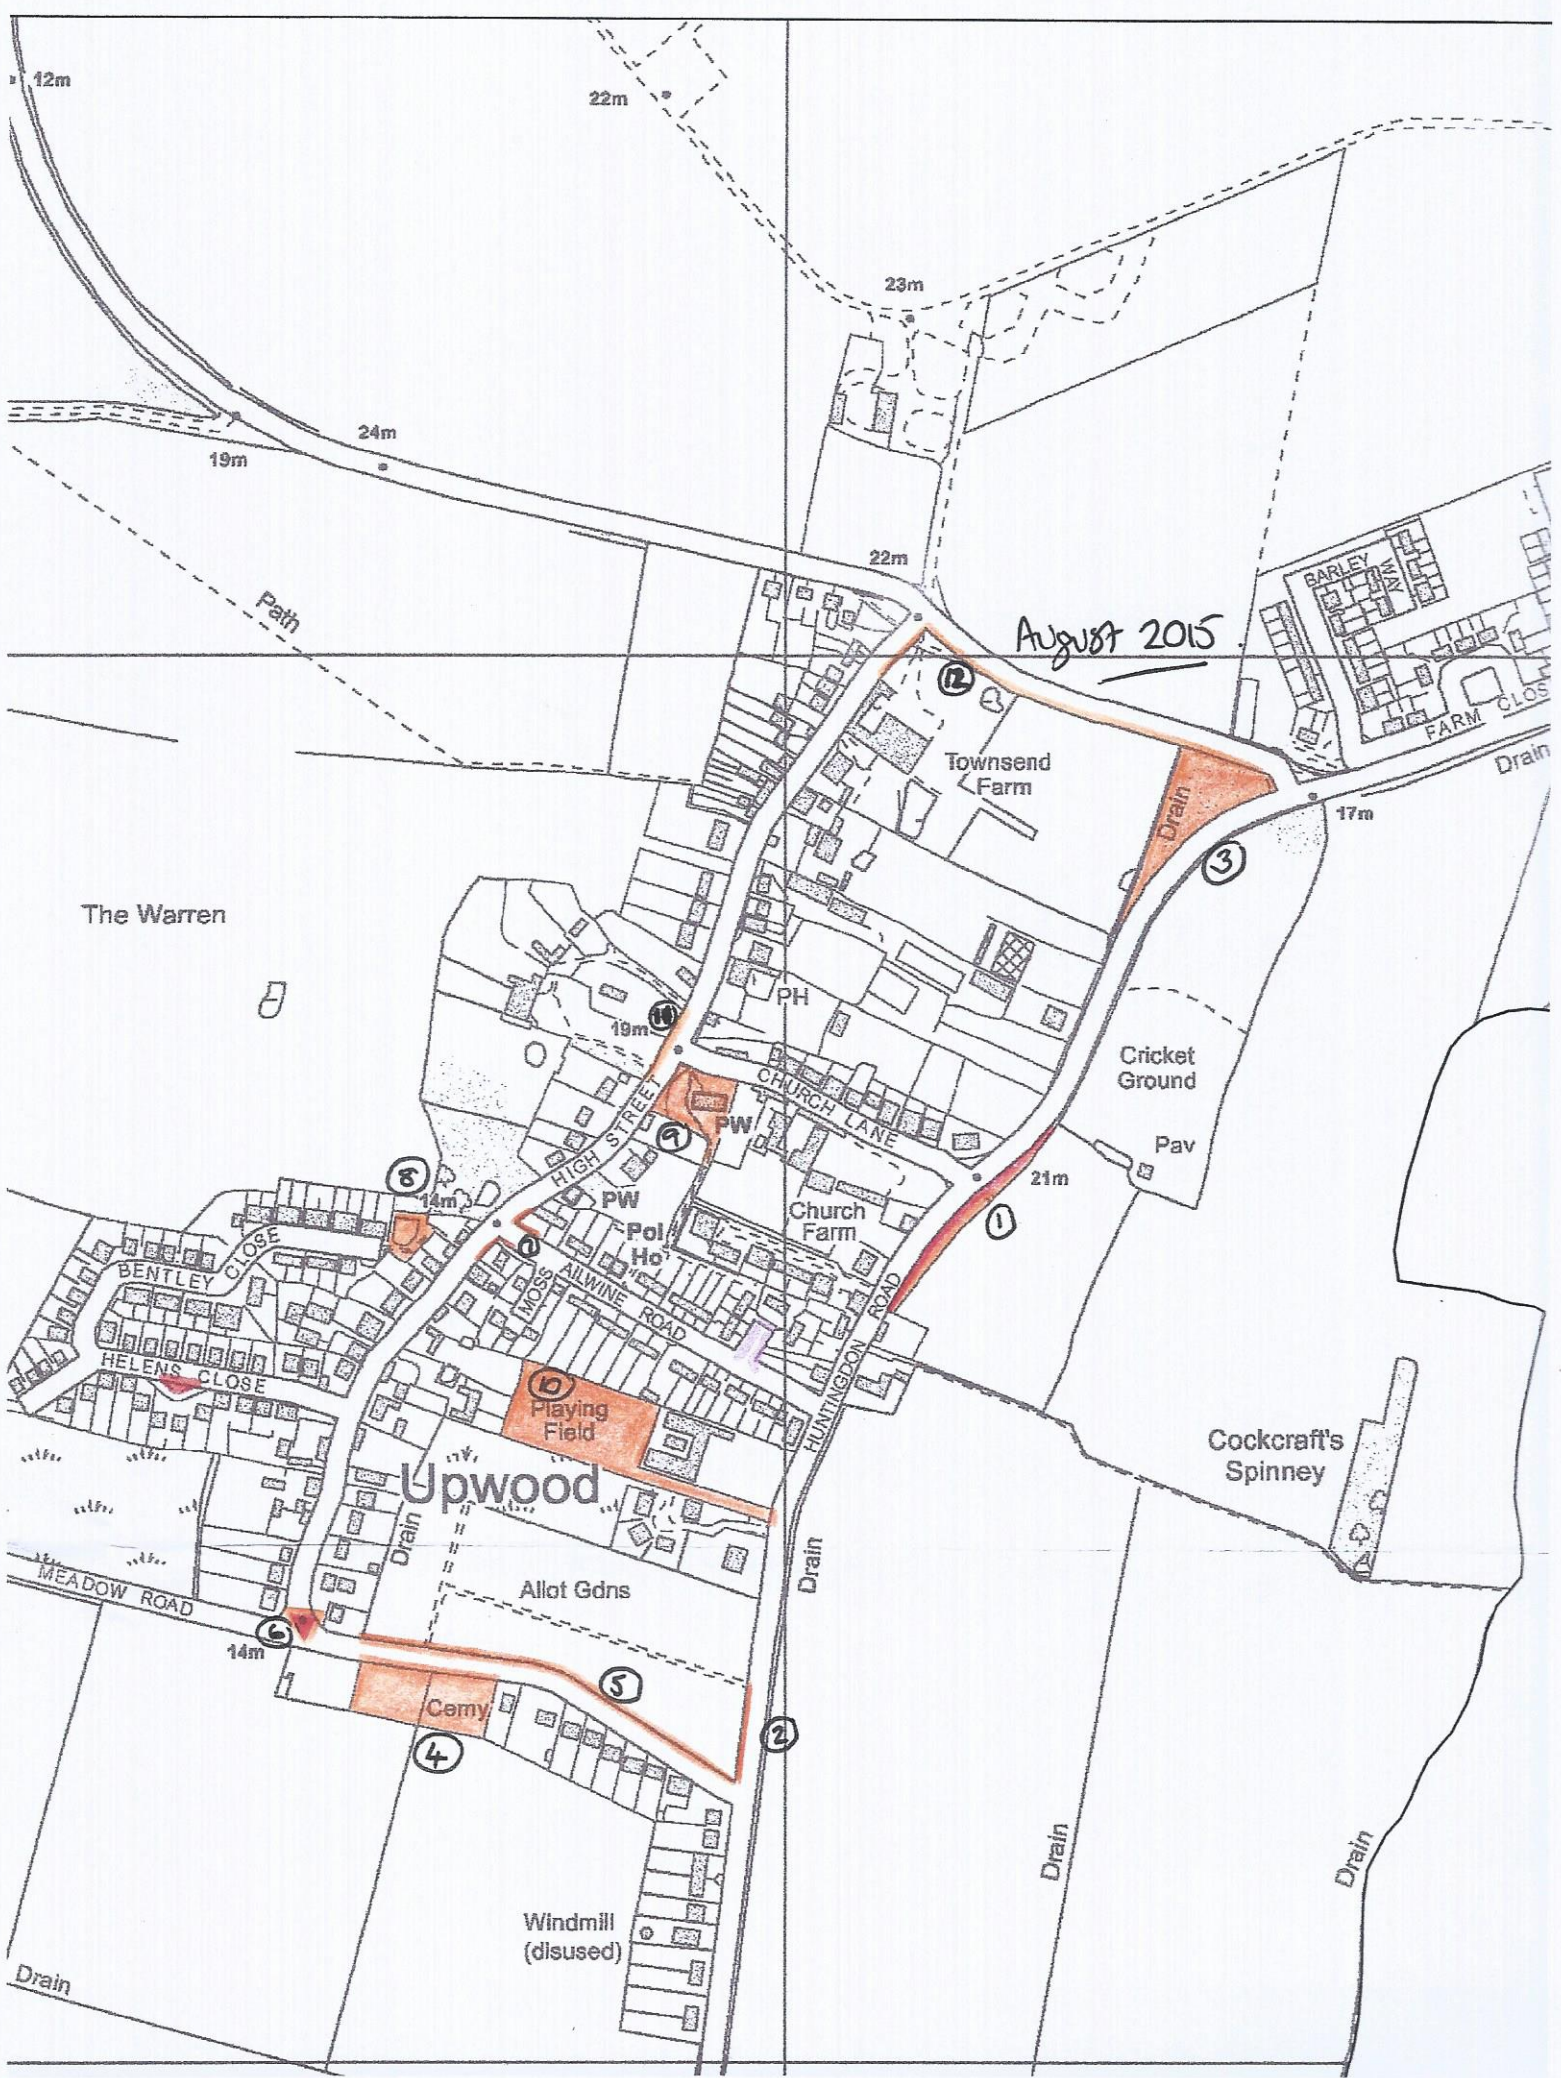 12m
22m
23m
24m
19m
22m
Path
August 2015
BARLEY
WAY
FARM CLOS
Drain
12
Townsend
Farm
Drain
17m
3
The Warren
PH
11
19m
Cricket
Ground
CHURCH LANE
HIGH STREET
PW
9
Pav
21m
8
14m
PW
Church
Farm
1
Pol
Ho
7
BENTLEY CLOSE
MOSS
AILWINE ROAD
HUNTINGDON ROAD
HELENS CLOSE
10
Playing
Field
Cockcraft's
Spinney
Upwood
Drain
Drain
Allot Gdns
MEADOW ROAD
6
14m
5
Cemy
2
4
Drain
Drain
Windmill
(disused)
Drain